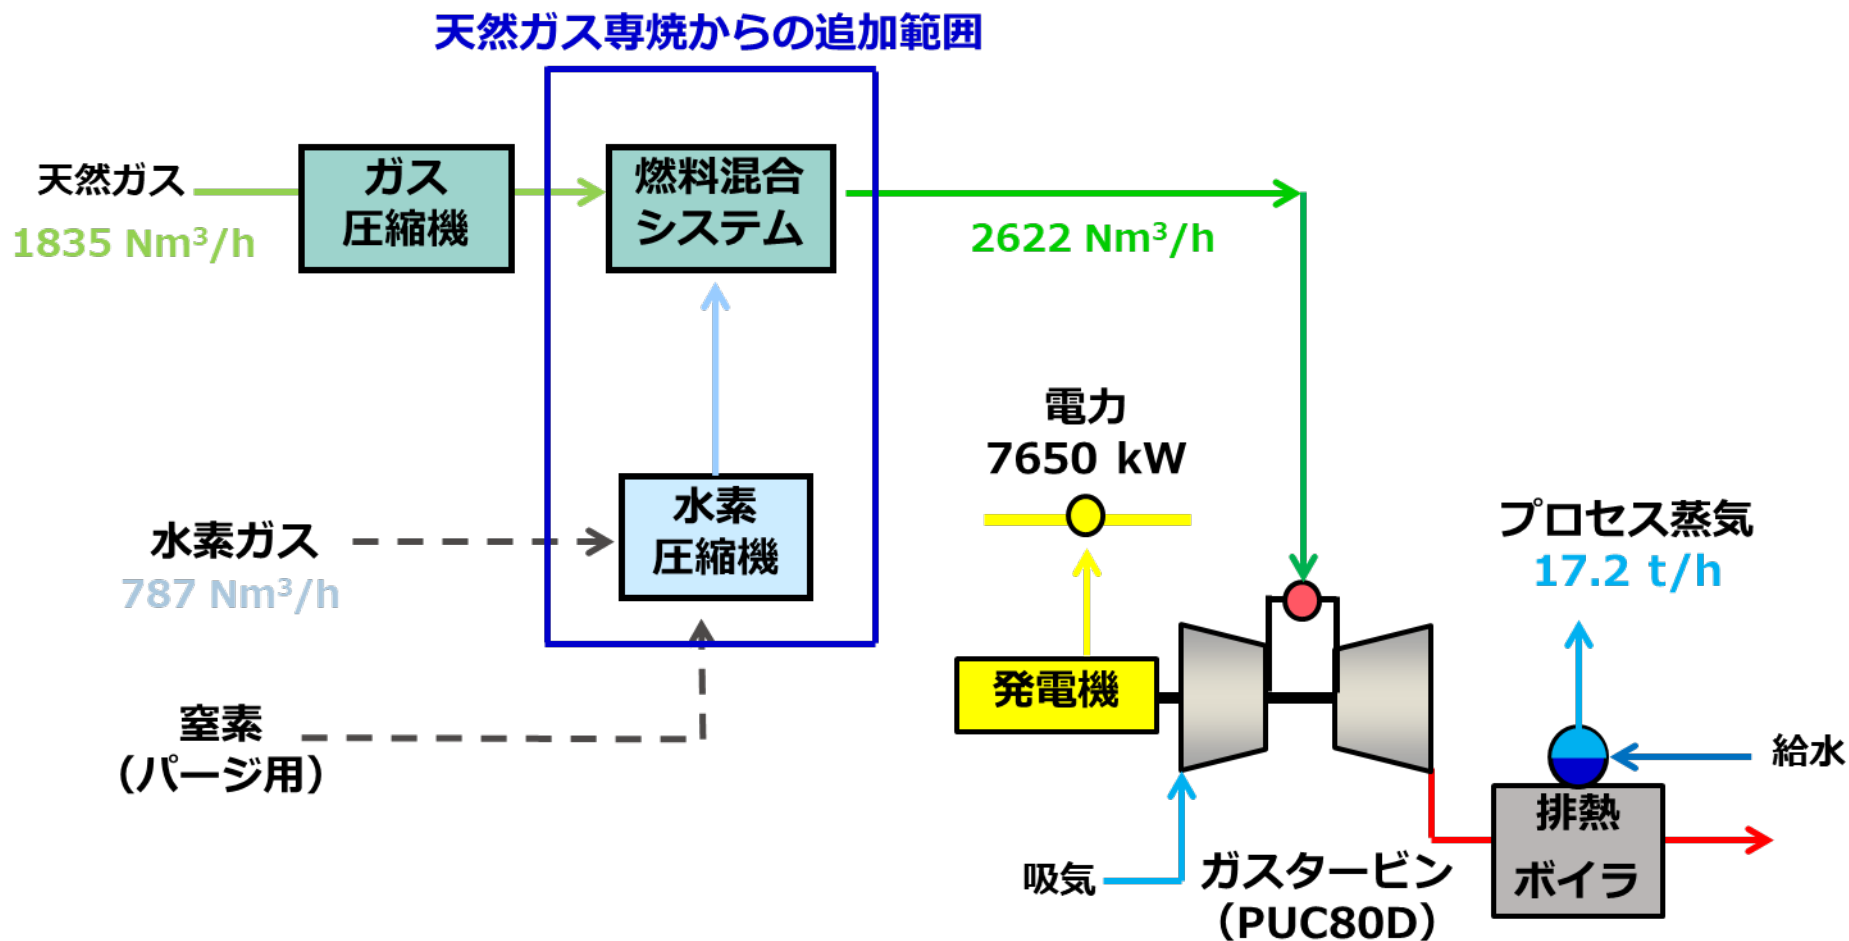 天然ガス専焼からの追加範囲
天然ガス
1835 Nm³/h
ガス
圧縮機
燃料混合
システム
2622 Nm³/h
水素ガス
787 Nm³/h
水素
圧縮機
窒素
（パージ用）
電力
7650 kW
発電機
プロセス蒸気
17.2 t/h
給水
排熱
ボイラ
吸気
ガスタービン
（PUC80D）